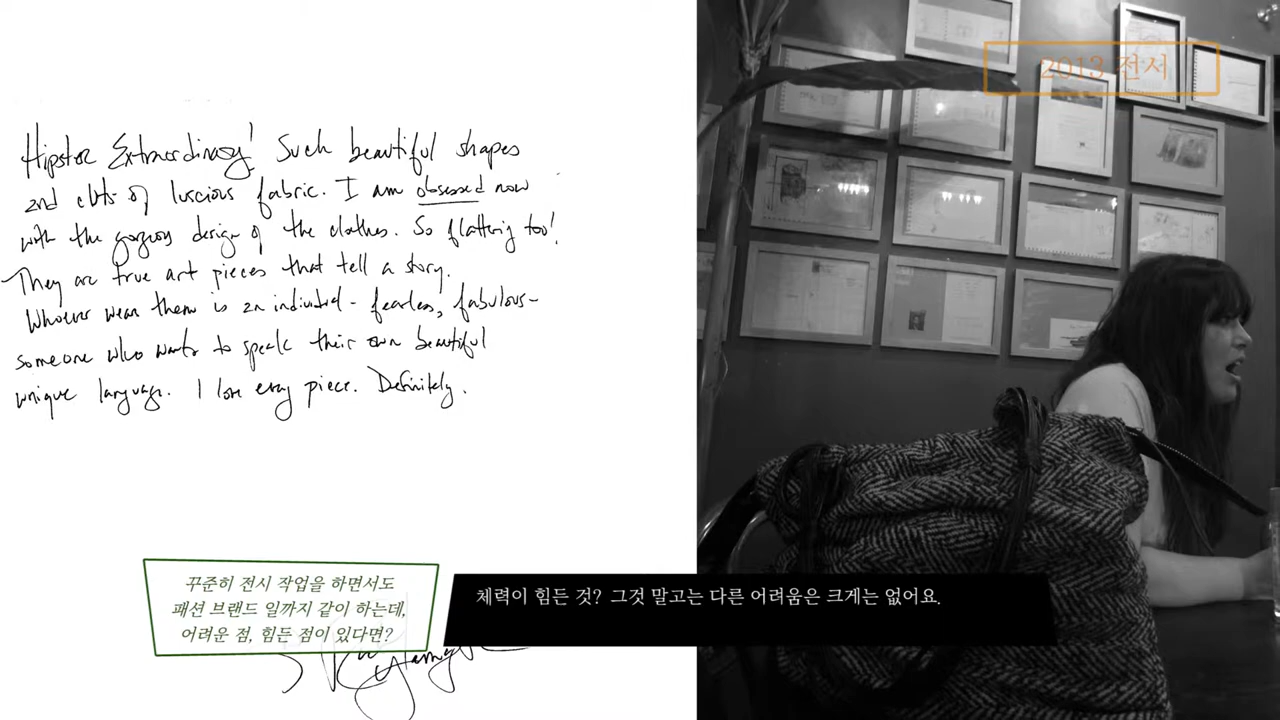 Hipster Extraordinary! Such beautiful shapes
and cuts of luscious fabric. I am obsessed now
with the gorgeous design of the clothes. So flattering too!
They are true art pieces that tell a story.
Whoever wears them is an individual - fearless, fabulous -
someone who wants to speak their own beautiful
unique language. I love every piece. Definitely.
2013 전시
꾸준히 전시 작업을 하면서도
패션 브랜드 일까지 같이 하는데,
어려운 점, 힘든 점이 있다면?
체력이 힘든 것? 그것 말고는 다른 어려움은 크게는 없어요.